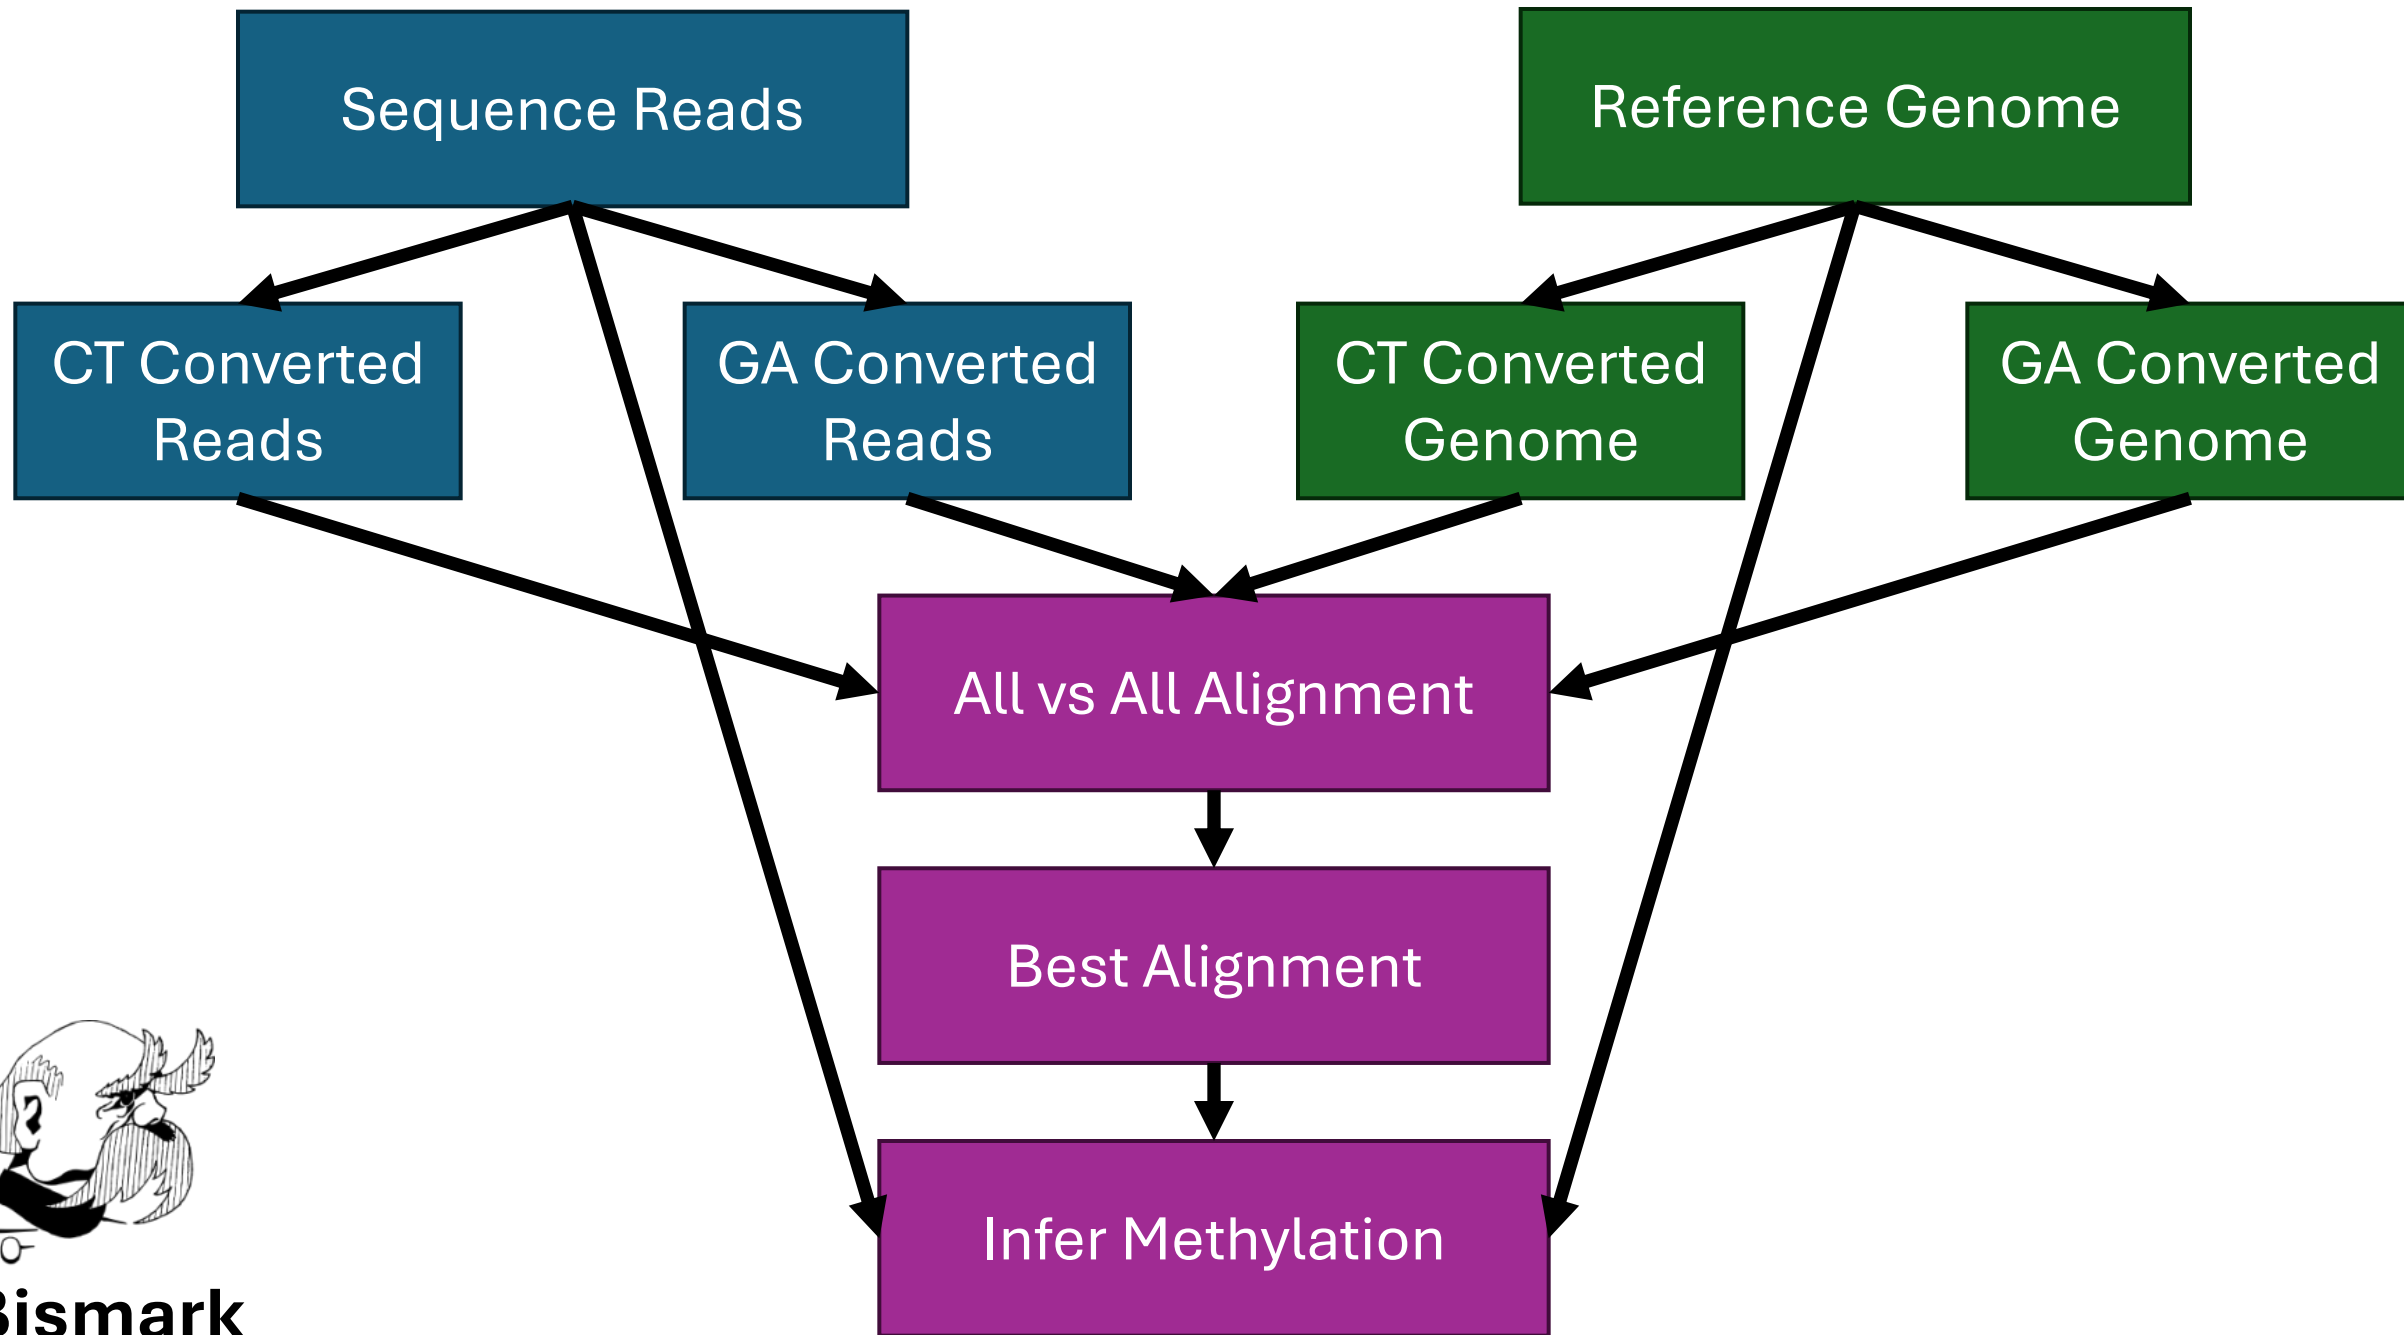 Sequence Reads
Reference Genome
CT Converted
Reads
GA Converted
Reads
CT Converted
Genome
GA Converted
Genome
All vs All Alignment
Best Alignment
Infer Methylation
Bismark